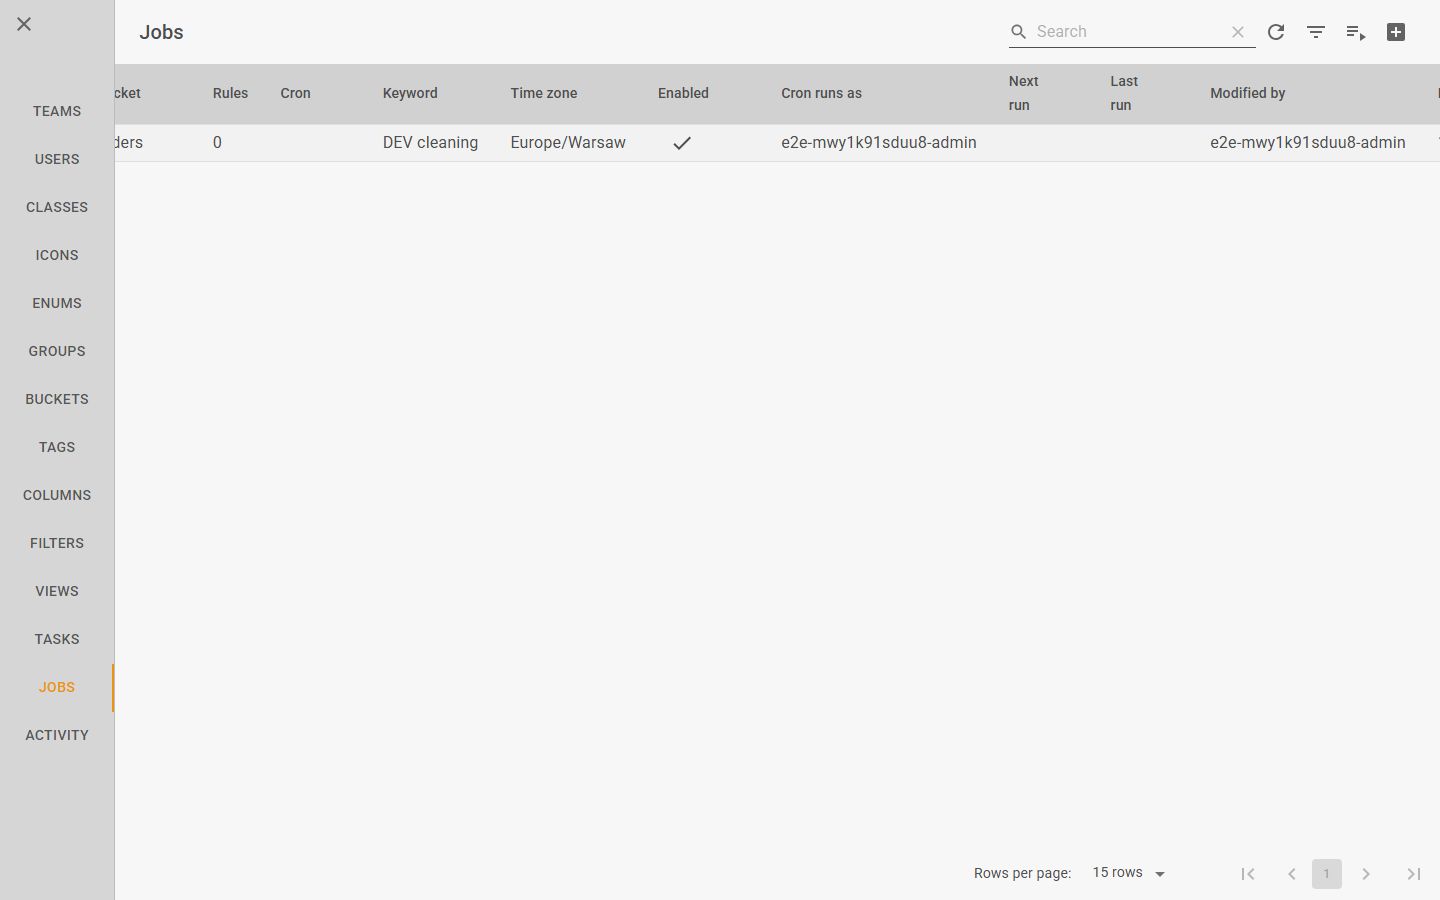 Jobs
Search
TEAMS
USERS
CLASSES
ICONS
ENUMS
GROUPS
BUCKETS
TAGS
COLUMNS
FILTERS
VIEWS
TASKS
JOBS
ACTIVITY
cket Rules Cron Keyword Time zone Enabled Cron runs as Next run Last run Modified by
ders 0 DEV cleaning Europe/Warsaw e2e-mwy1k91sduu8-admin e2e-mwy1k91sduu8-admin
Rows per page: 15 rows 1